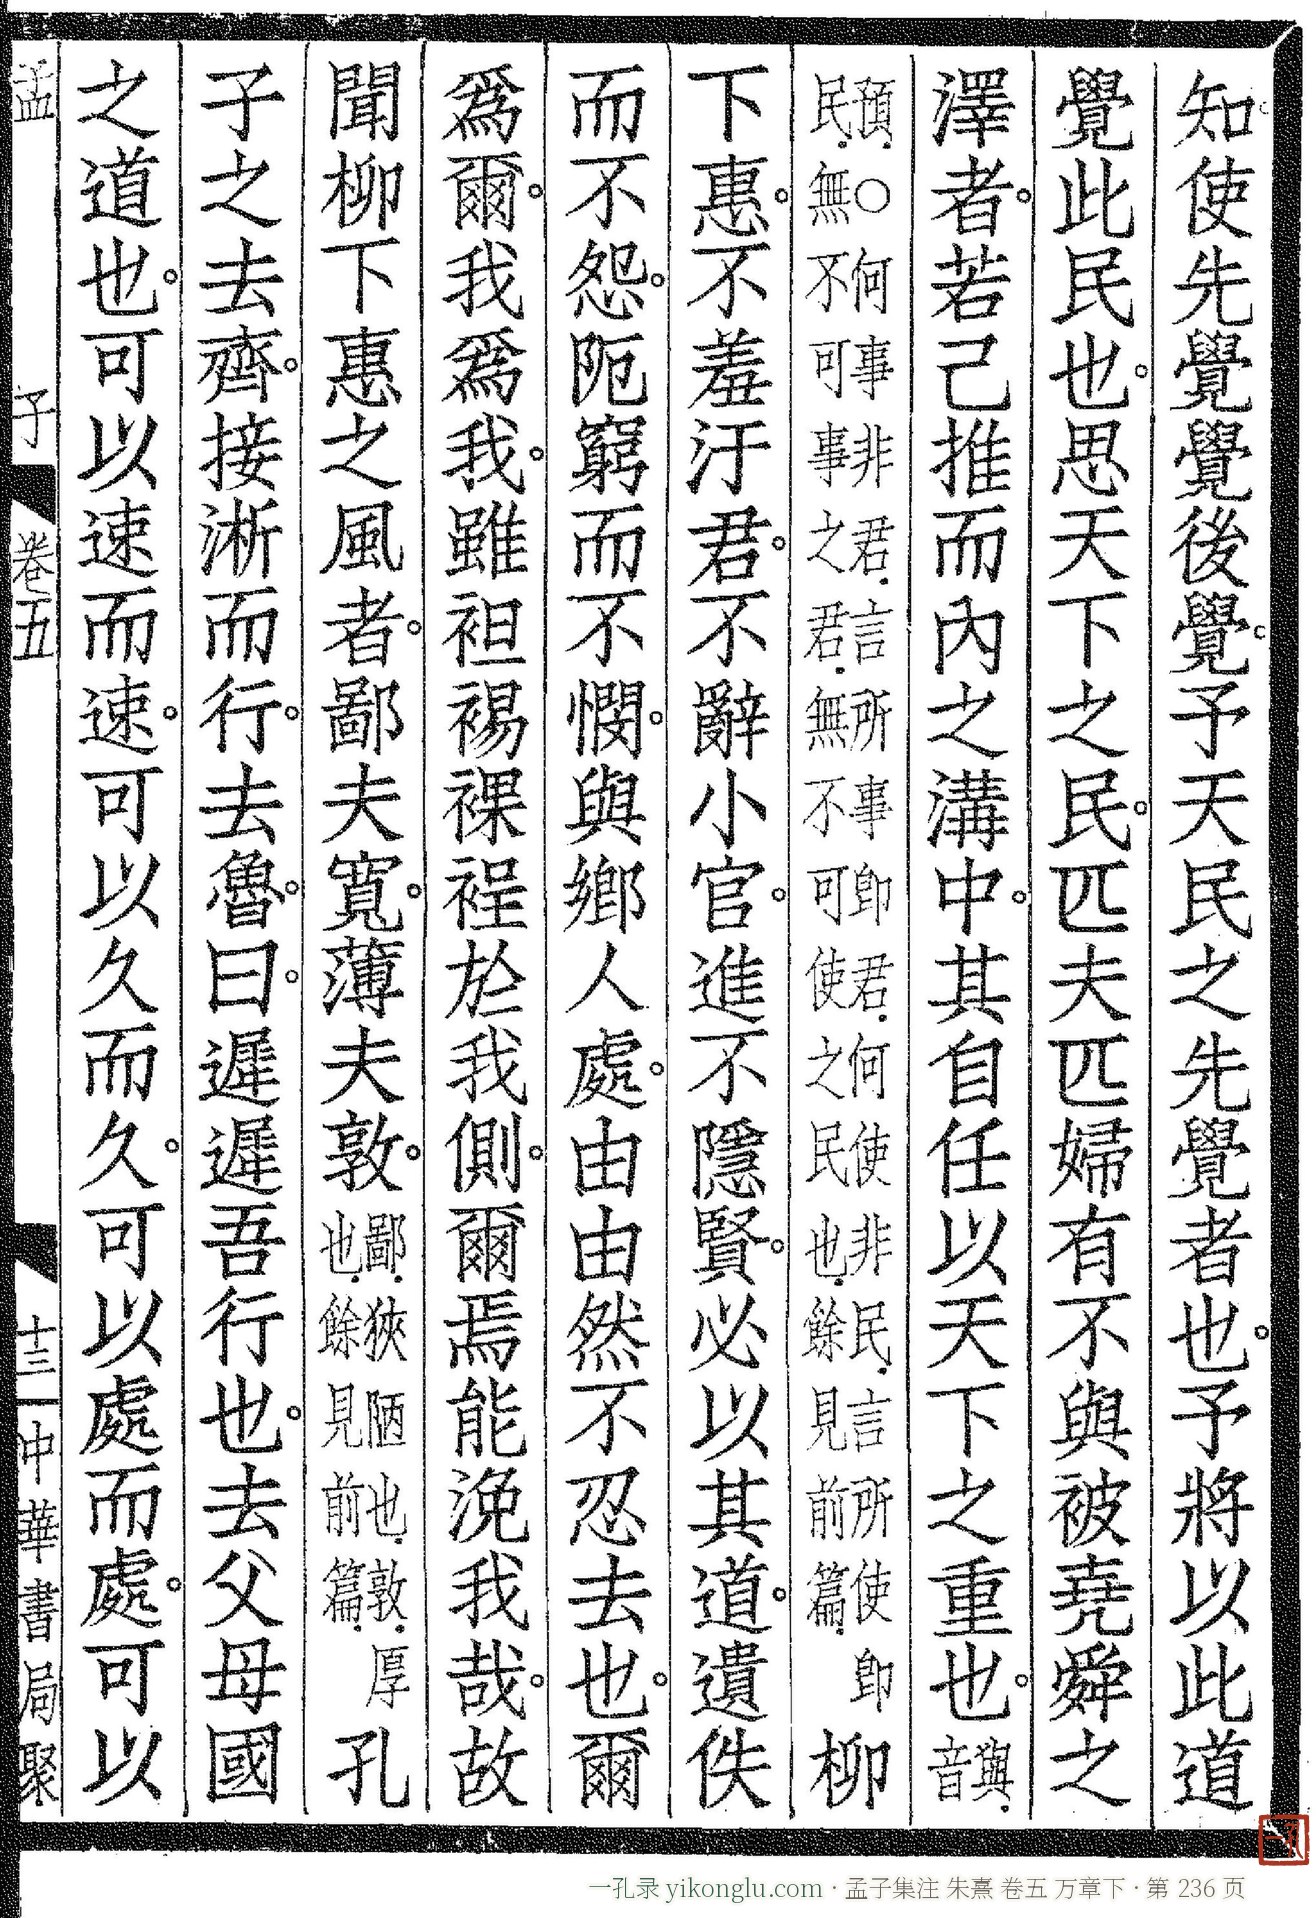 知使先覺覺後覺。予天民之先覺者也。予將以此道
覺此民也。思天下之民。匹夫匹婦有不與被堯舜之
澤者。若己推而內之溝中。其自任以天下之重也。與.音
預.○何事非君.言所事卽君.何使非民.言所使卽
民.無不可事之君.無不可使之民也.餘見前篇.柳
下惠。不羞汙君。不辭小官。進不隱賢。必以其道。遺佚
而不怨。阨窮而不憫。與鄉人處。由由然不忍去也。爾
爲爾。我爲我。雖袒裼裸裎於我側。爾焉能浼我哉。故
聞柳下惠之風者。鄙夫寬。薄夫敦。鄙.狹陋也.敦.厚也.餘見前篇.孔
子之去齊。接淅而行。去魯。曰。遲遲吾行也。去父母國
之道也。可以速而速。可以久而久。可以處而處。可以
孟子 卷五 十三 中華書局聚
一孔录 yikonglu.com · 孟子集注 朱熹 卷五 万章下 · 第 236 页